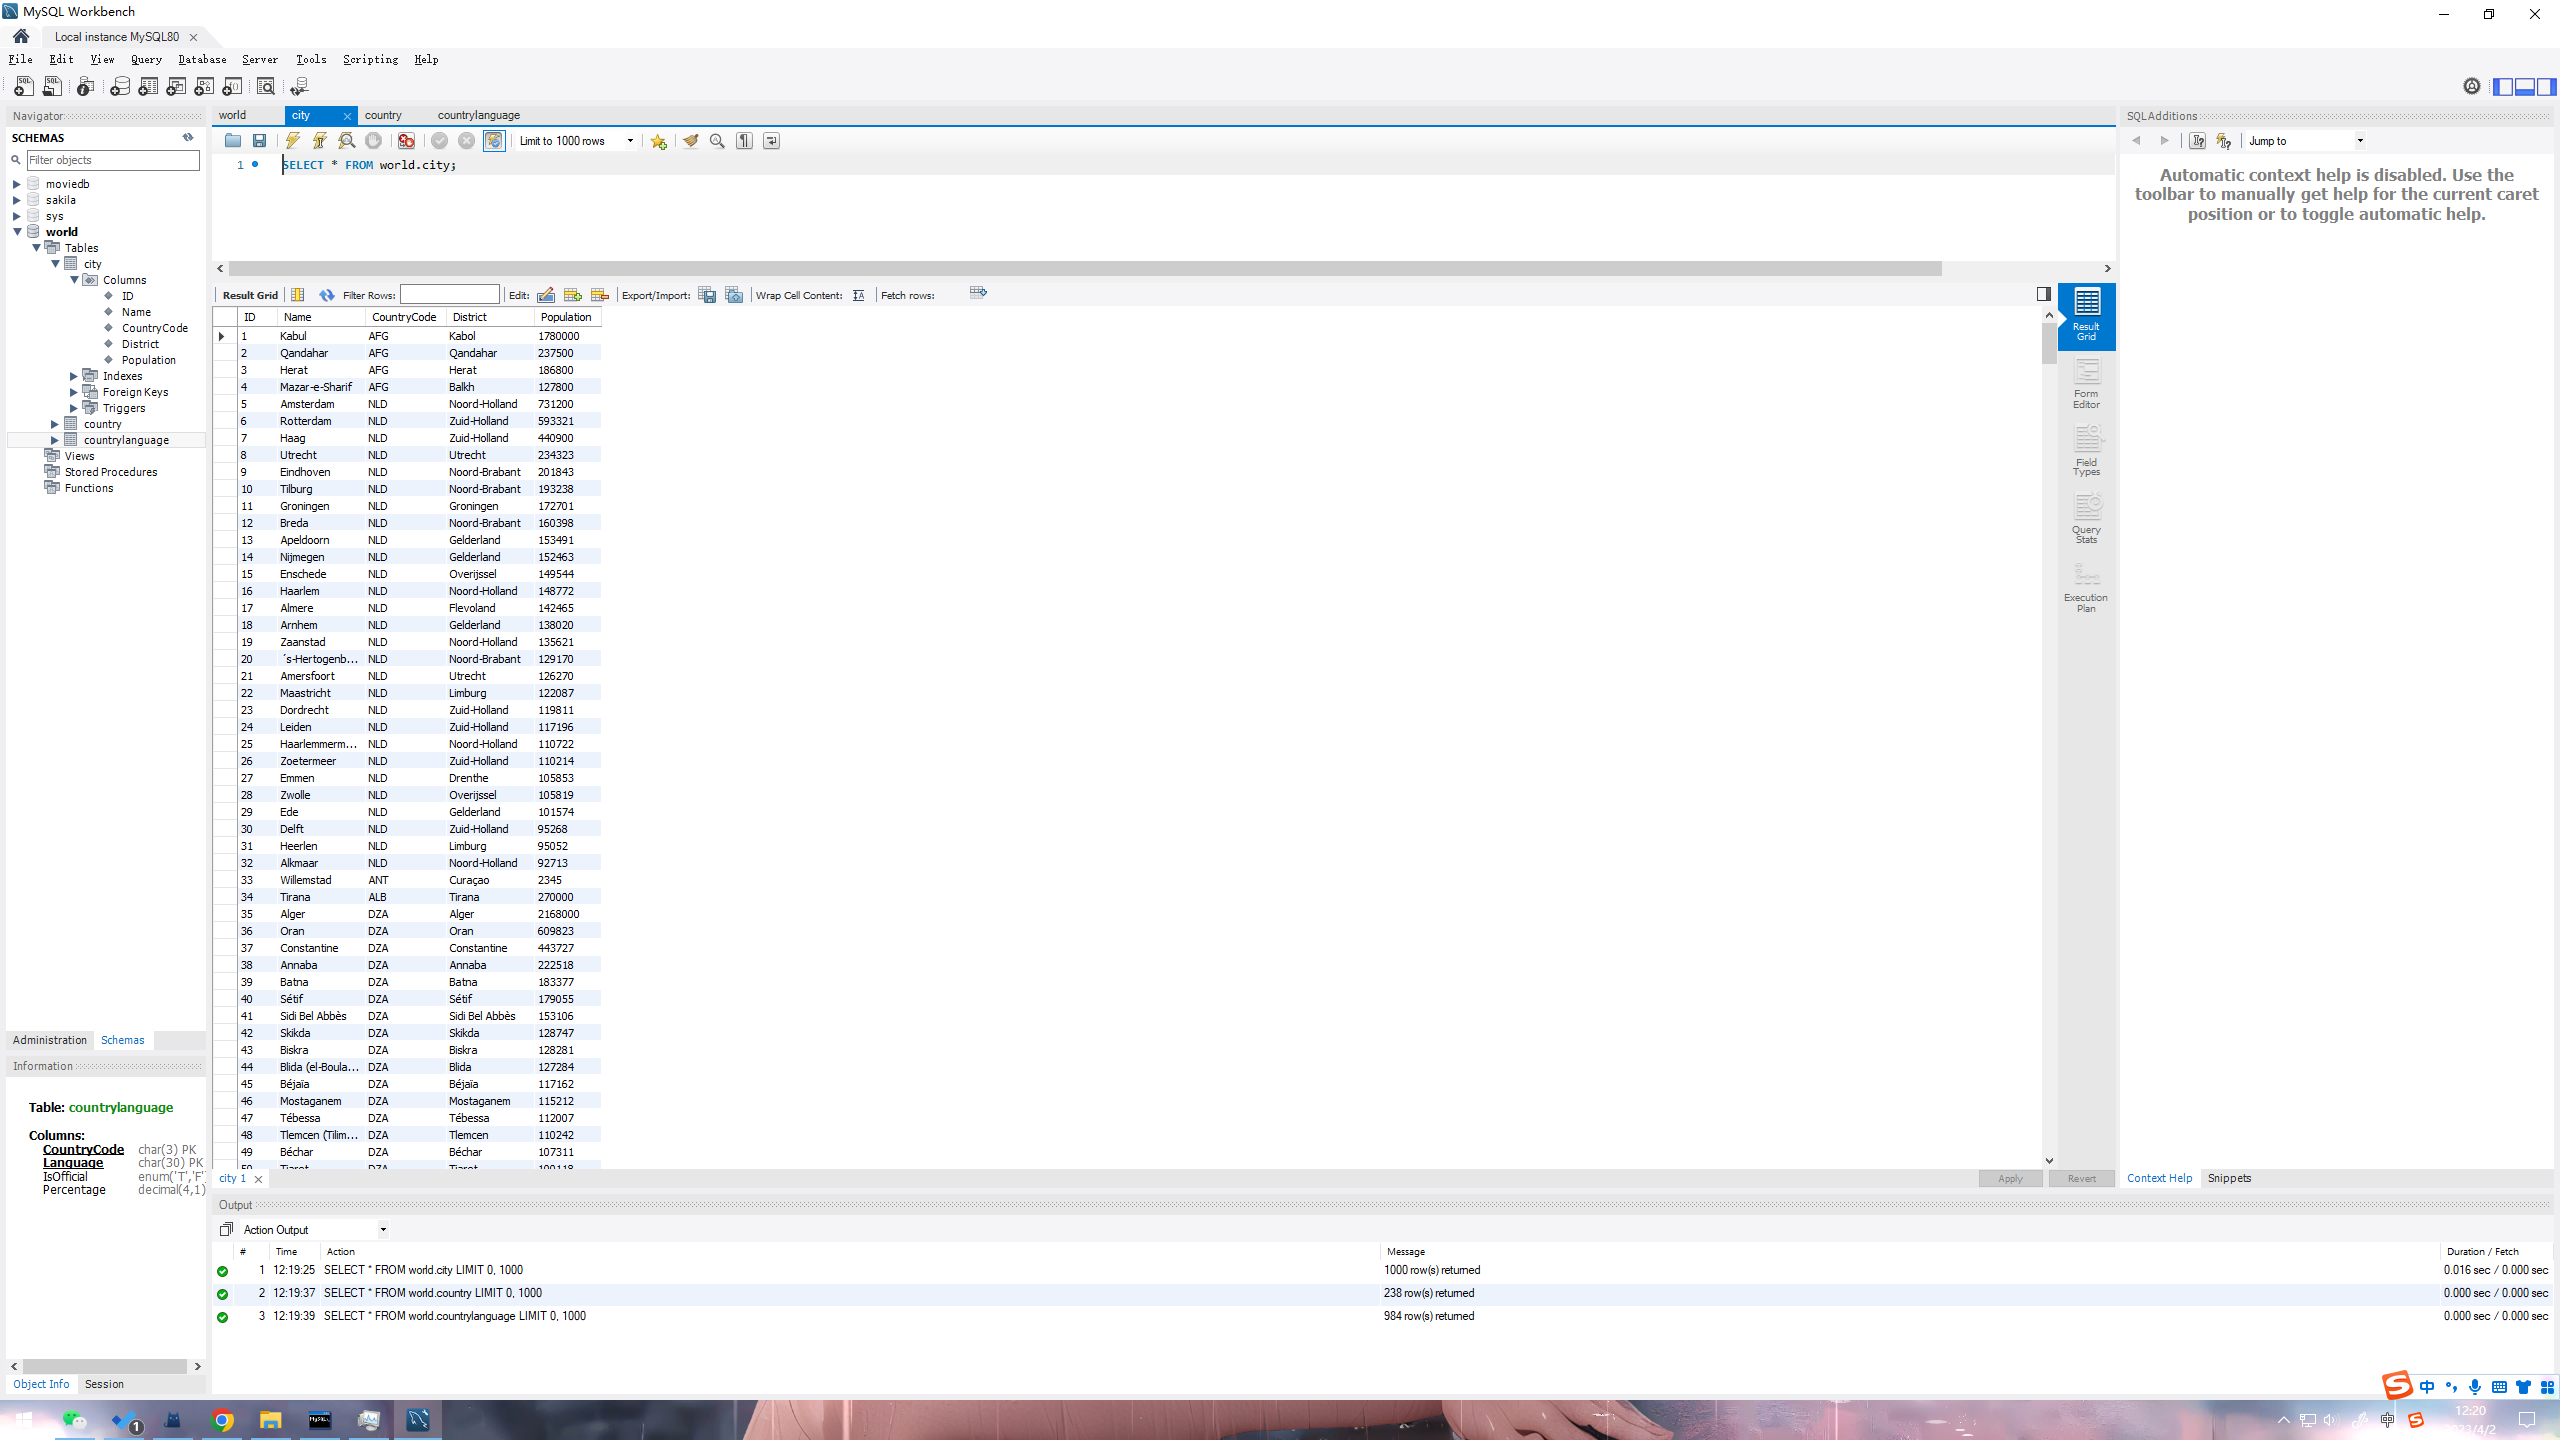 MySQL Workbench
Local instance MySQL80
File Edit View Query Database Server Tools Scripting Help
Navigator
SCHEMAS
Filter objects
moviedb
sakila
sys
world
Tables
city
Columns
ID
Name
CountryCode
District
Population
Indexes
Foreign Keys
Triggers
country
countrylanguage
Views
Stored Procedures
Functions
Administration Schemas
Information
Table: countrylanguage
Columns:
CountryCode char(3) PK
Language char(30) PK
IsOfficial enum('T','F')
Percentage decimal(4,1)
Object Info Session
world city country countrylanguage
Limit to 1000 rows
1 SELECT * FROM world.city;
Result Grid Filter Rows: Edit: Export/Import: Wrap Cell Content: Fetch rows:
ID Name CountryCode District Population
1 Kabul AFG Kabol 1780000
2 Qandahar AFG Qandahar 237500
3 Herat AFG Herat 186800
4 Mazar-e-Sharif AFG Balkh 127800
5 Amsterdam NLD Noord-Holland 731200
6 Rotterdam NLD Zuid-Holland 593321
7 Haag NLD Zuid-Holland 440900
8 Utrecht NLD Utrecht 234323
9 Eindhoven NLD Noord-Brabant 201843
10 Tilburg NLD Noord-Brabant 193238
11 Groningen NLD Groningen 172701
12 Breda NLD Noord-Brabant 160398
13 Apeldoorn NLD Gelderland 153491
14 Nijmegen NLD Gelderland 152463
15 Enschede NLD Overijssel 149544
16 Haarlem NLD Noord-Holland 148772
17 Almere NLD Flevoland 142465
18 Arnhem NLD Gelderland 138020
19 Zaanstad NLD Noord-Holland 135621
20 ´s-Hertogenb... NLD Noord-Brabant 129170
21 Amersfoort NLD Utrecht 126270
22 Maastricht NLD Limburg 122087
23 Dordrecht NLD Zuid-Holland 119811
24 Leiden NLD Zuid-Holland 117196
25 Haarlemmerm... NLD Noord-Holland 110722
26 Zoetermeer NLD Zuid-Holland 110214
27 Emmen NLD Drenthe 105853
28 Zwolle NLD Overijssel 105819
29 Ede NLD Gelderland 101574
30 Delft NLD Zuid-Holland 95268
31 Heerlen NLD Limburg 95052
32 Alkmaar NLD Noord-Holland 92713
33 Willemstad ANT Curaçao 2345
34 Tirana ALB Tirana 270000
35 Alger DZA Alger 2168000
36 Oran DZA Oran 609823
37 Constantine DZA Constantine 443727
38 Annaba DZA Annaba 222518
39 Batna DZA Batna 183377
40 Sétif DZA Sétif 179055
41 Sidi Bel Abbès DZA Sidi Bel Abbès 153106
42 Skikda DZA Skikda 128747
43 Biskra DZA Biskra 128281
44 Blida (el-Boula... DZA Blida 127284
45 Béjaïa DZA Béjaïa 117162
46 Mostaganem DZA Mostaganem 115212
47 Tébessa DZA Tébessa 112007
48 Tlemcen (Tilim... DZA Tlemcen 110242
49 Béchar DZA Béchar 107311
50 Tiaret DZA Tiaret 100118
Result Grid
Form Editor
Field Types
Query Stats
Execution Plan
city 1
Apply Revert
Output
Action Output
# Time Action Message Duration / Fetch
1 12:19:25 SELECT * FROM world.city LIMIT 0, 1000 1000 row(s) returned 0.016 sec / 0.000 sec
2 12:19:37 SELECT * FROM world.country LIMIT 0, 1000 238 row(s) returned 0.000 sec / 0.000 sec
3 12:19:39 SELECT * FROM world.countrylanguage LIMIT 0, 1000 984 row(s) returned 0.000 sec / 0.000 sec
SQLAdditions
Jump to
Automatic context help is disabled. Use the
toolbar to manually get help for the current caret
position or to toggle automatic help.
Context Help Snippets
中
1
中
12:20